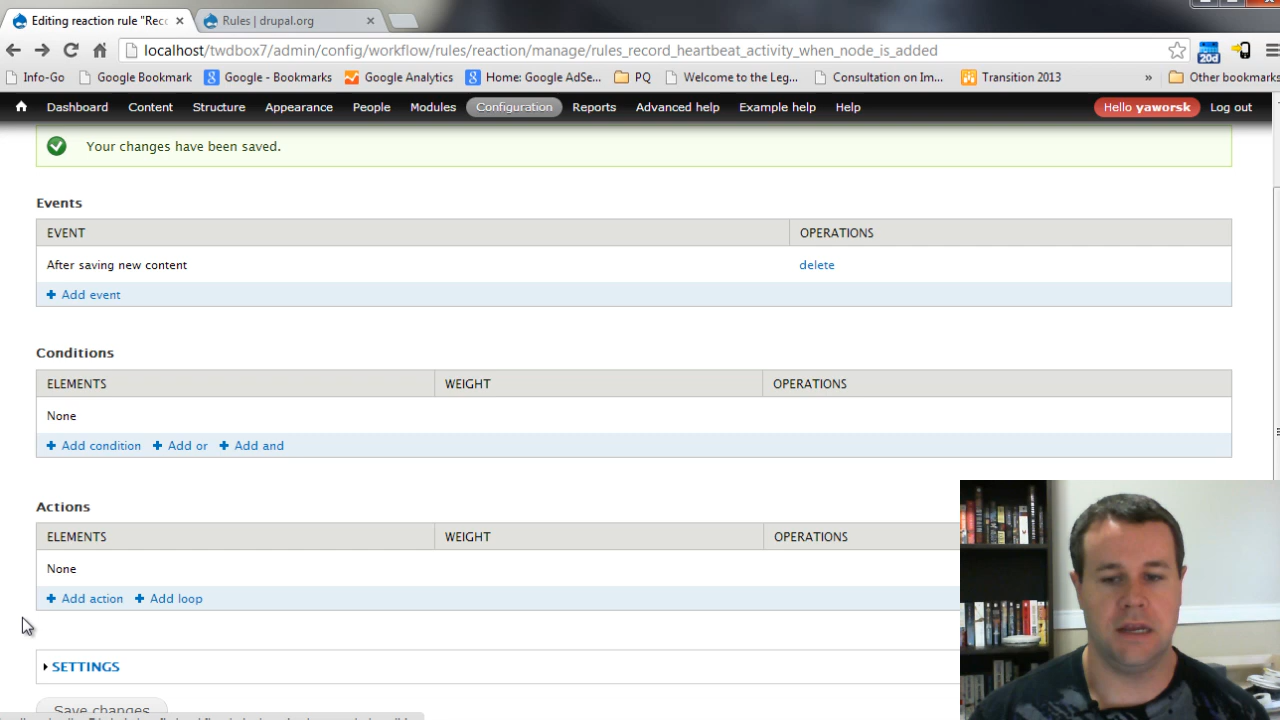 Editing reaction rule "Reco
Rules | drupal.org
localhost/twdbox7/admin/config/workflow/rules/reaction/manage/rules_record_heartbeat_activity_when_node_is_added
20d
Info-Go
Google Bookmark
Google - Bookmarks
Google Analytics
Home: Google AdSe...
PQ
Welcome to the Leg...
Consultation on Im...
Transition 2013
»
Other bookmarks
Dashboard
Content
Structure
Appearance
People
Modules
Configuration
Reports
Advanced help
Example help
Help
Hello yaworsk
Log out
Your changes have been saved.
Events
EVENT
OPERATIONS
After saving new content
delete
Add event
Conditions
ELEMENTS
WEIGHT
OPERATIONS
None
Add condition
Add or
Add and
Actions
ELEMENTS
WEIGHT
OPERATIONS
None
Add action
Add loop
SETTINGS
Save changes